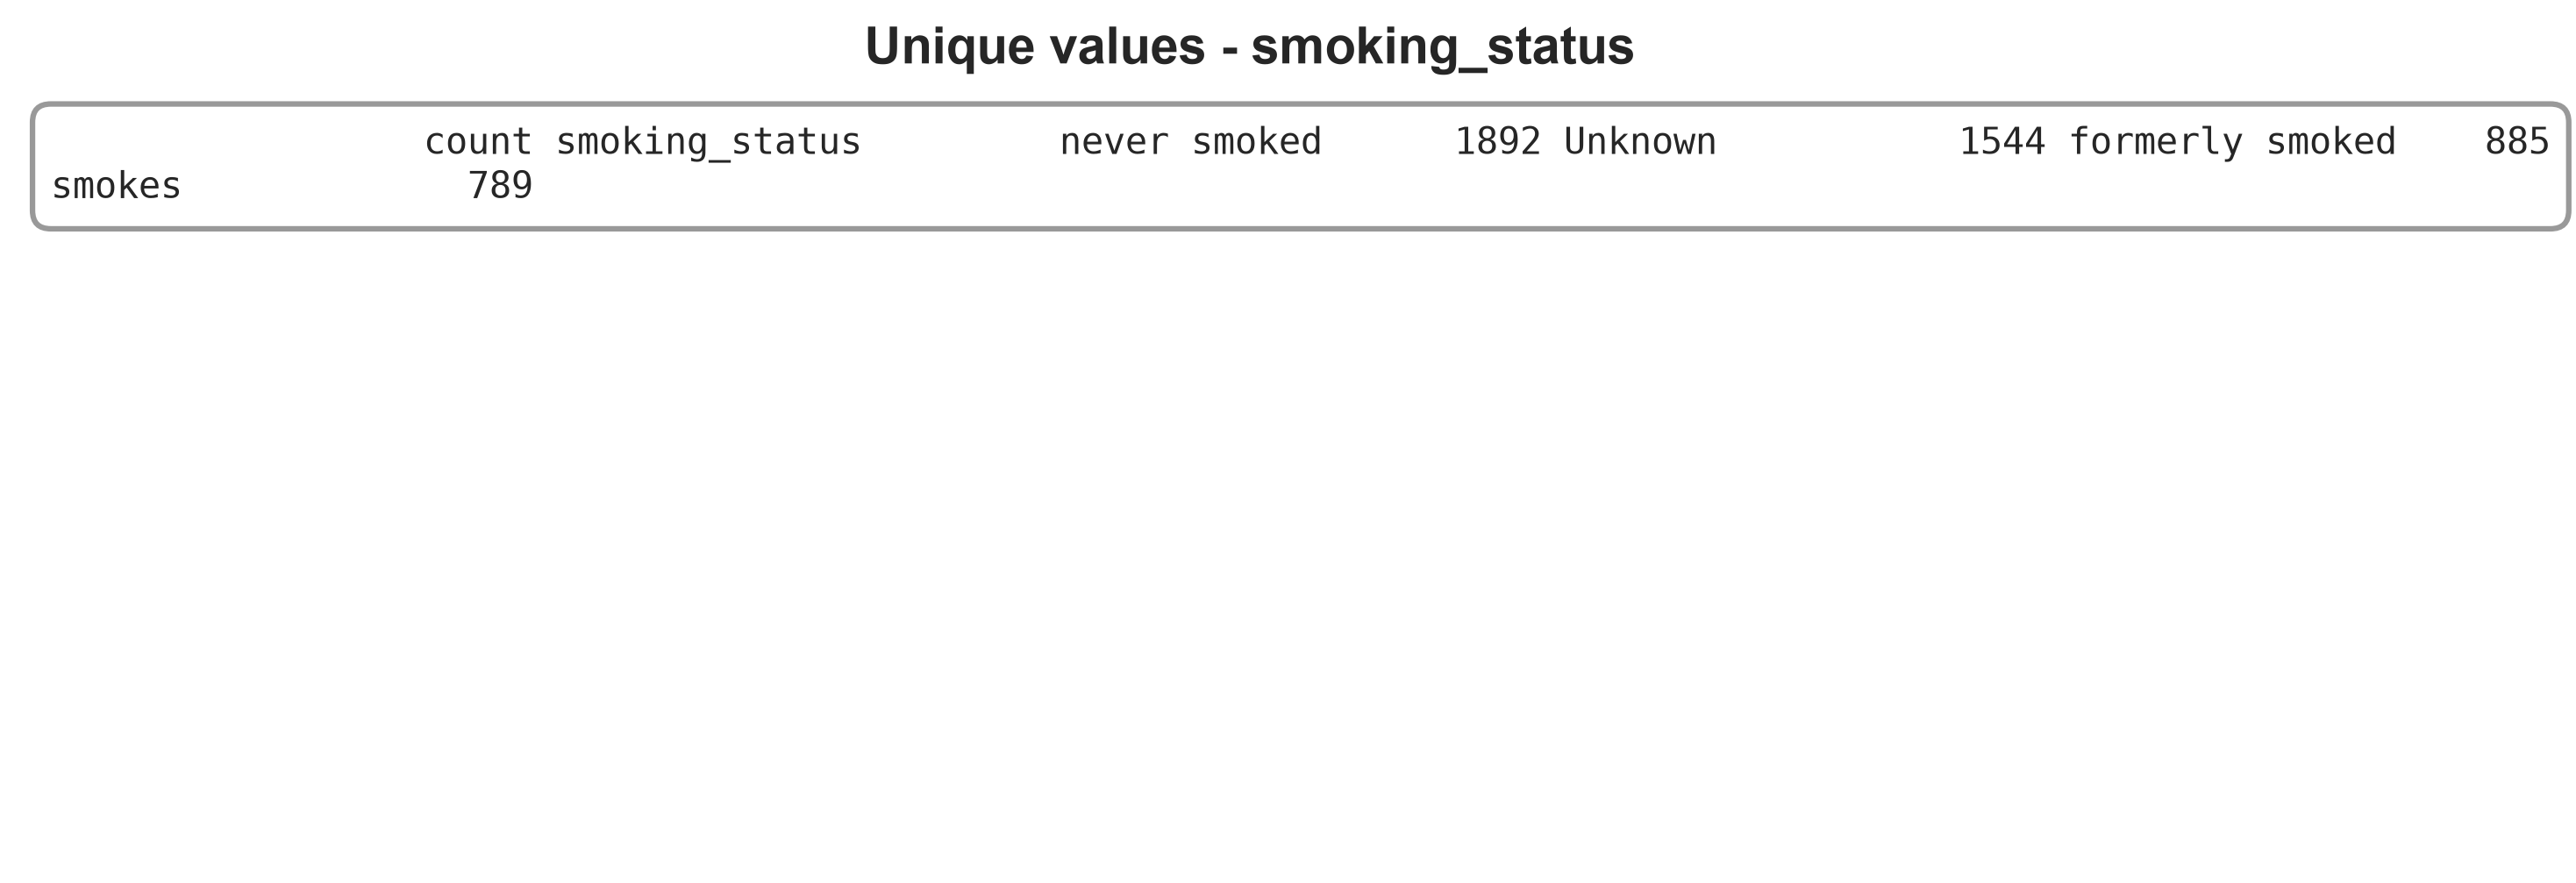 Unique values - smoking_status
count smoking_status never smoked 1892 Unknown 1544 formerly smoked 885
smokes 789